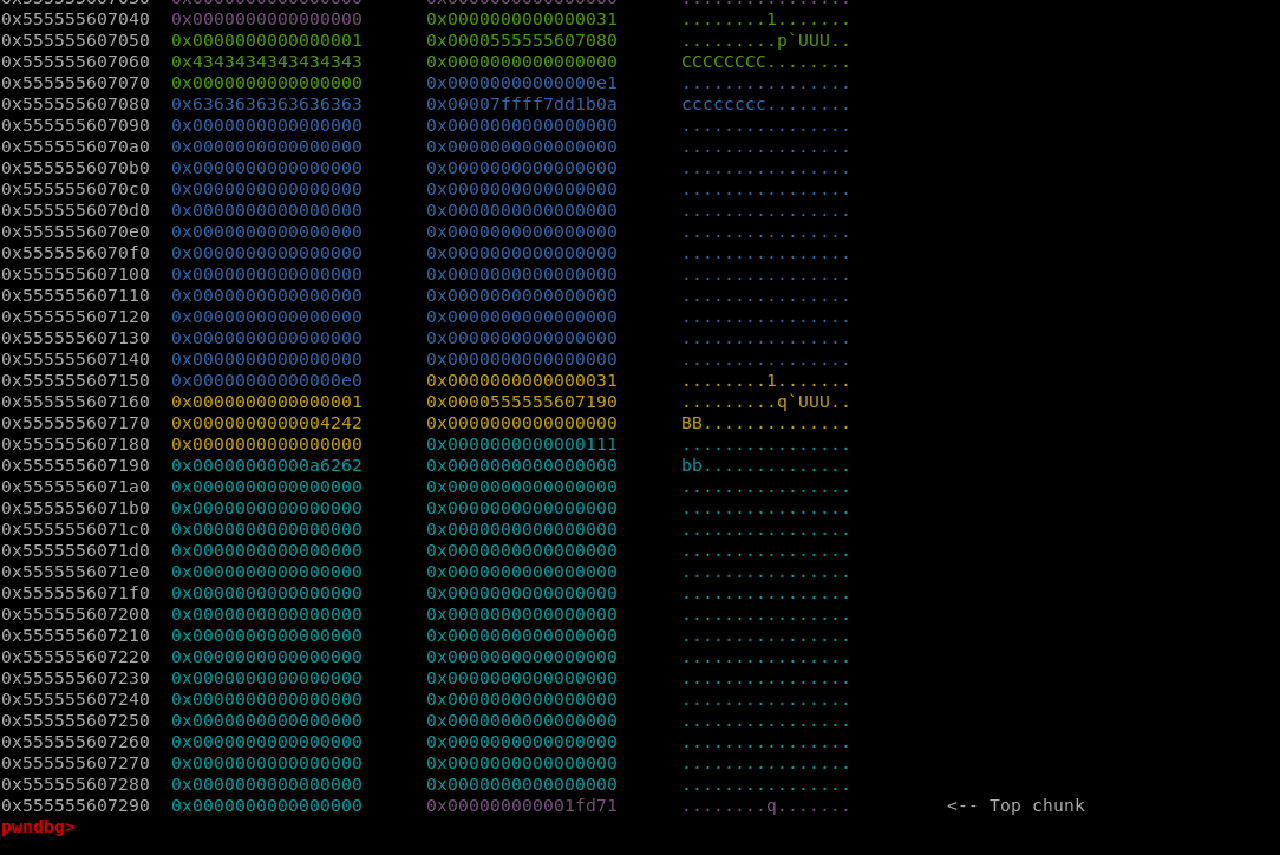 0x555555607040 0x0000000000000000 0x0000000000000031 ........1.......
0x555555607050 0x0000000000000001 0x0000555555607080 .........p`UUU..
0x555555607060 0x4343434343434343 0x0000000000000000 CCCCCCCC........
0x555555607070 0x0000000000000000 0x00000000000000e1 ................
0x555555607080 0x6363636363636363 0x00007ffff7dd1b0a cccccccc........
0x555555607090 0x0000000000000000 0x0000000000000000 ................
0x5555556070a0 0x0000000000000000 0x0000000000000000 ................
0x5555556070b0 0x0000000000000000 0x0000000000000000 ................
0x5555556070c0 0x0000000000000000 0x0000000000000000 ................
0x5555556070d0 0x0000000000000000 0x0000000000000000 ................
0x5555556070e0 0x0000000000000000 0x0000000000000000 ................
0x5555556070f0 0x0000000000000000 0x0000000000000000 ................
0x555555607100 0x0000000000000000 0x0000000000000000 ................
0x555555607110 0x0000000000000000 0x0000000000000000 ................
0x555555607120 0x0000000000000000 0x0000000000000000 ................
0x555555607130 0x0000000000000000 0x0000000000000000 ................
0x555555607140 0x0000000000000000 0x0000000000000000 ................
0x555555607150 0x00000000000000e0 0x0000000000000031 ........1.......
0x555555607160 0x0000000000000001 0x0000555555607190 .........q`UUU..
0x555555607170 0x0000000000004242 0x0000000000000000 BB..............
0x555555607180 0x0000000000000000 0x0000000000000111 ................
0x555555607190 0x00000000000a6262 0x0000000000000000 bb..............
0x5555556071a0 0x0000000000000000 0x0000000000000000 ................
0x5555556071b0 0x0000000000000000 0x0000000000000000 ................
0x5555556071c0 0x0000000000000000 0x0000000000000000 ................
0x5555556071d0 0x0000000000000000 0x0000000000000000 ................
0x5555556071e0 0x0000000000000000 0x0000000000000000 ................
0x5555556071f0 0x0000000000000000 0x0000000000000000 ................
0x555555607200 0x0000000000000000 0x0000000000000000 ................
0x555555607210 0x0000000000000000 0x0000000000000000 ................
0x555555607220 0x0000000000000000 0x0000000000000000 ................
0x555555607230 0x0000000000000000 0x0000000000000000 ................
0x555555607240 0x0000000000000000 0x0000000000000000 ................
0x555555607250 0x0000000000000000 0x0000000000000000 ................
0x555555607260 0x0000000000000000 0x0000000000000000 ................
0x555555607270 0x0000000000000000 0x0000000000000000 ................
0x555555607280 0x0000000000000000 0x0000000000000000 ................
0x555555607290 0x0000000000000000 0x000000000001fd71 ........q....... <-- Top chunk
pwndbg>